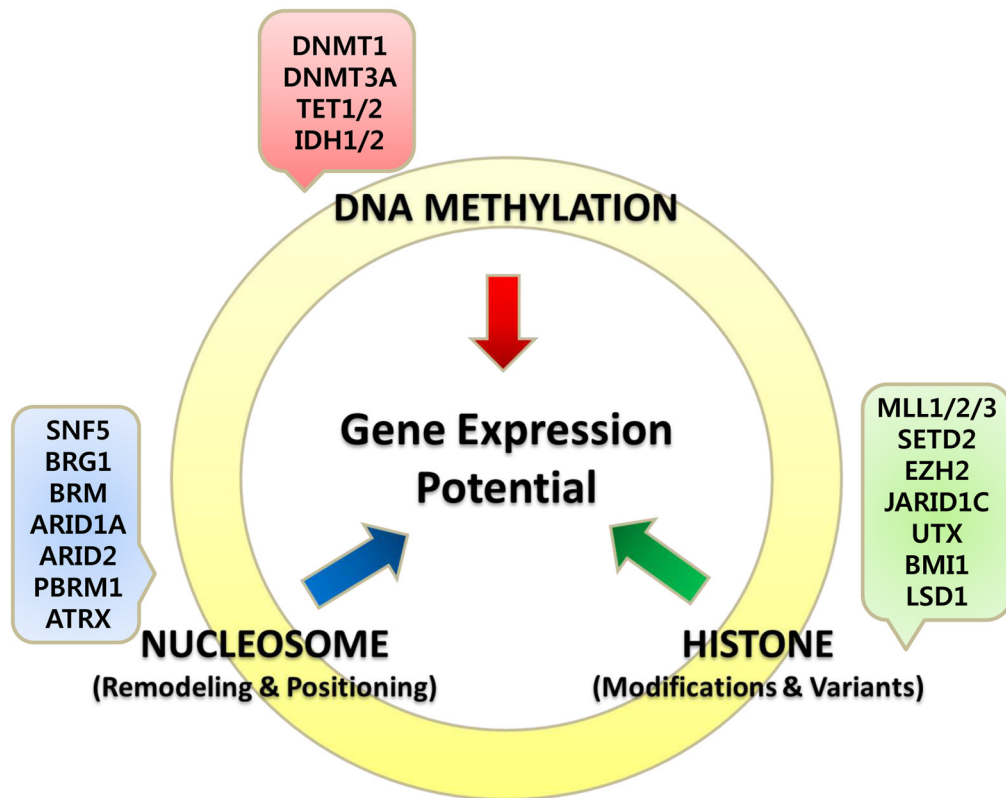 DNMT1
DNMT3A
TET1/2
IDH1/2
DNA METHYLATION
Gene Expression
Potential
SNF5
BRG1
BRM
ARID1A
ARID2
PBRM1
ATRX
MLL1/2/3
SETD2
EZH2
JARID1C
UTX
BMI1
LSD1
NUCLEOSOME
(Remodeling & Positioning)
HISTONE
(Modifications & Variants)